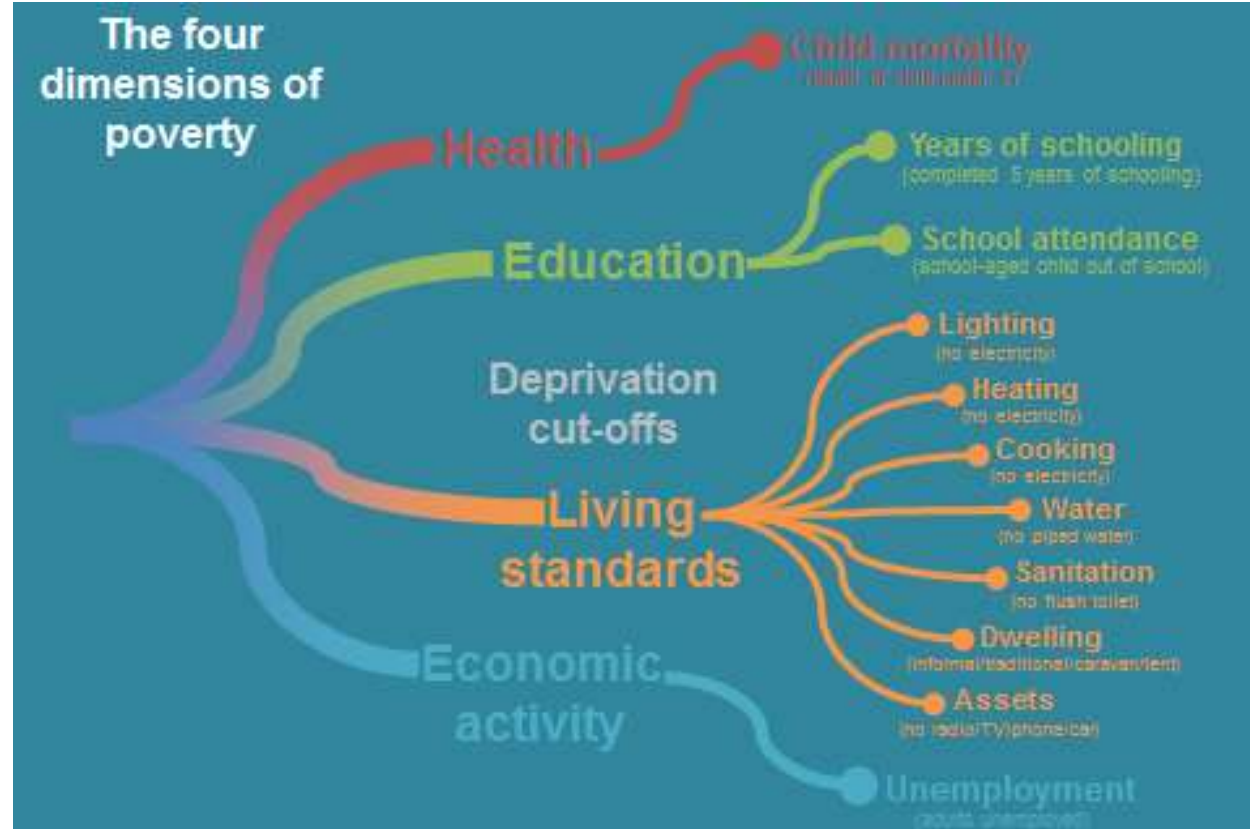 The four
dimensions of
poverty
Health
Child mortality
Education
Years of schooling
(completed 5 years of schooling)
School attendance
(school-aged child out of school)
Deprivation
cut-offs
Living
standards
Lighting
(no electricity)
Heating
(no electricity)
Cooking
(no electricity)
Water
(no piped water)
Sanitation
(no flush toilet)
Dwelling
(informal/traditional/caravan/tent)
Assets
(no radio/TV/phone/car)
Economic
activity
Unemployment
(adults unemployed)